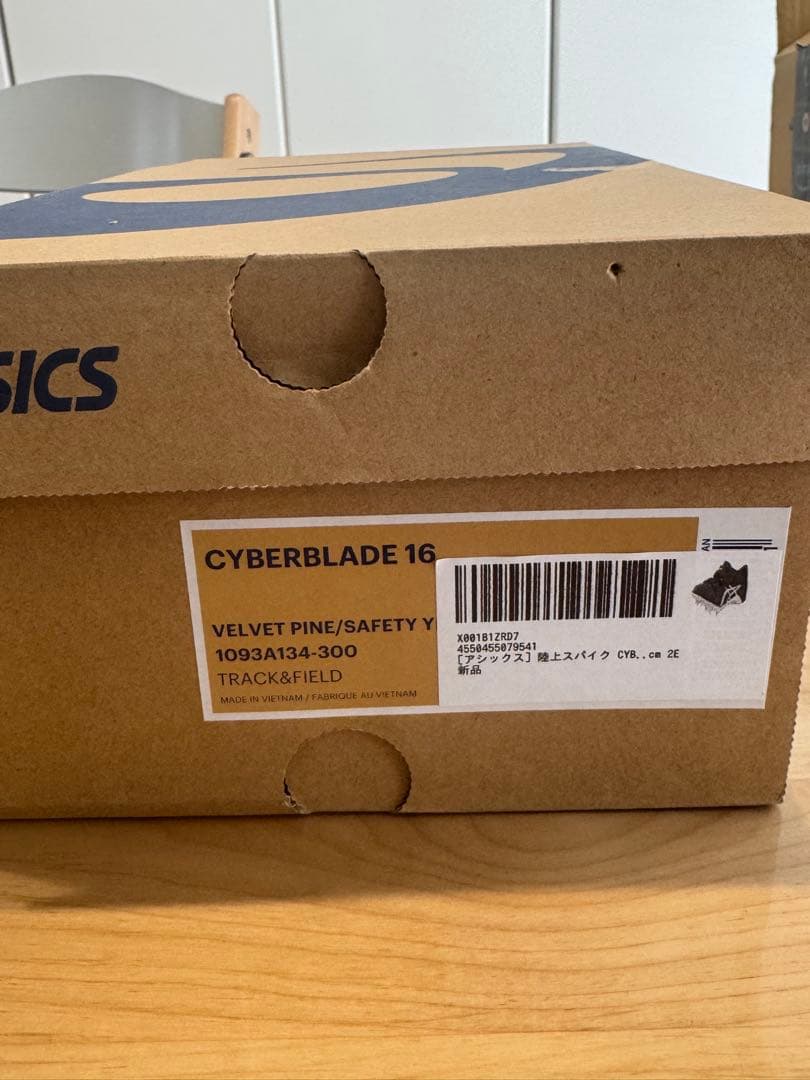 SICS
CYBERBLADE 16
VELVET PINE/SAFETY Y
1093A134-300
TRACK&FIELD
MADE IN VIETNAM / FABRIQUE AU VIETNAM
X001B1ZRD7
4550455079541
[アシックス] 陸上スパイク CYB..cm 2E
新品